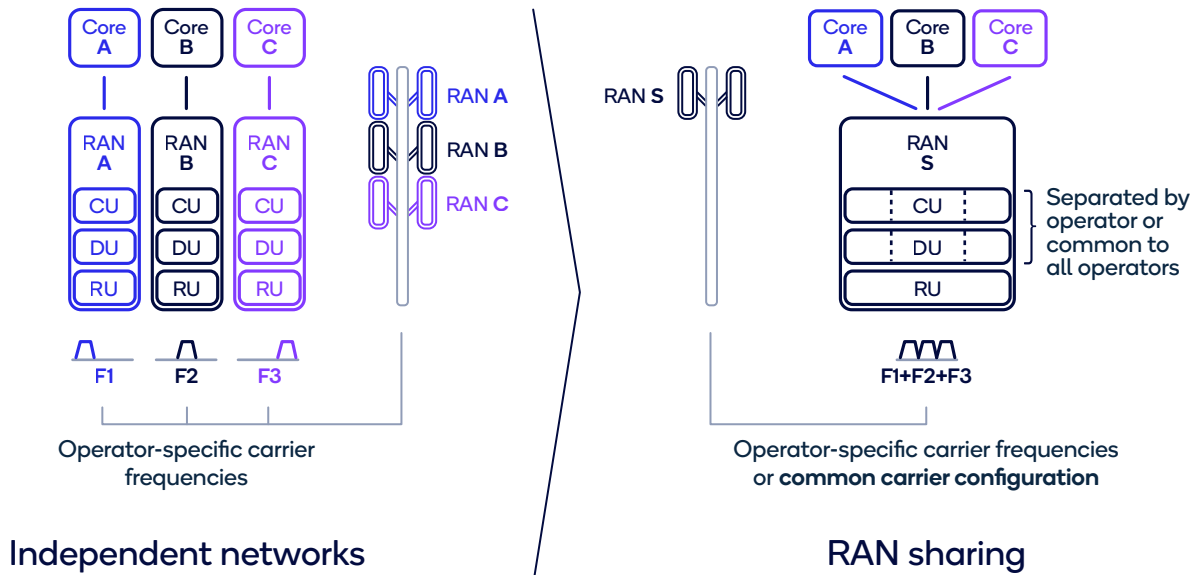 Core
A
Core
B
Core
C
RAN
A
CU
DU
RU
RAN
B
CU
DU
RU
RAN
C
CU
DU
RU
RAN A
RAN B
RAN C
F1
F2
F3
Operator-specific carrier
frequencies
Independent networks
RAN S
Core
A
Core
B
Core
C
RAN
S
CU
DU
RU
Separated by
operator or
common to
all operators
F1+F2+F3
Operator-specific carrier frequencies
or common carrier configuration
RAN sharing